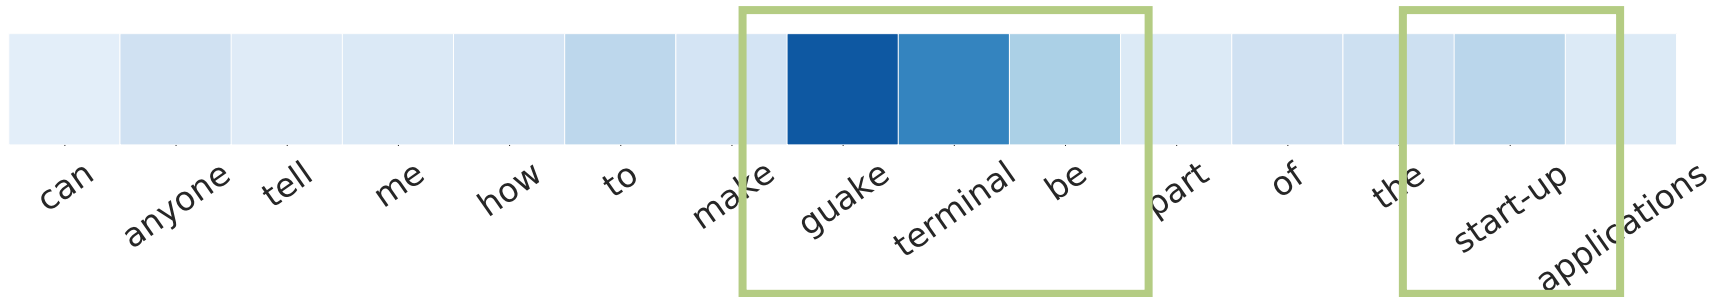 can anyone tell me how to make guake terminal be part of the start-up applications